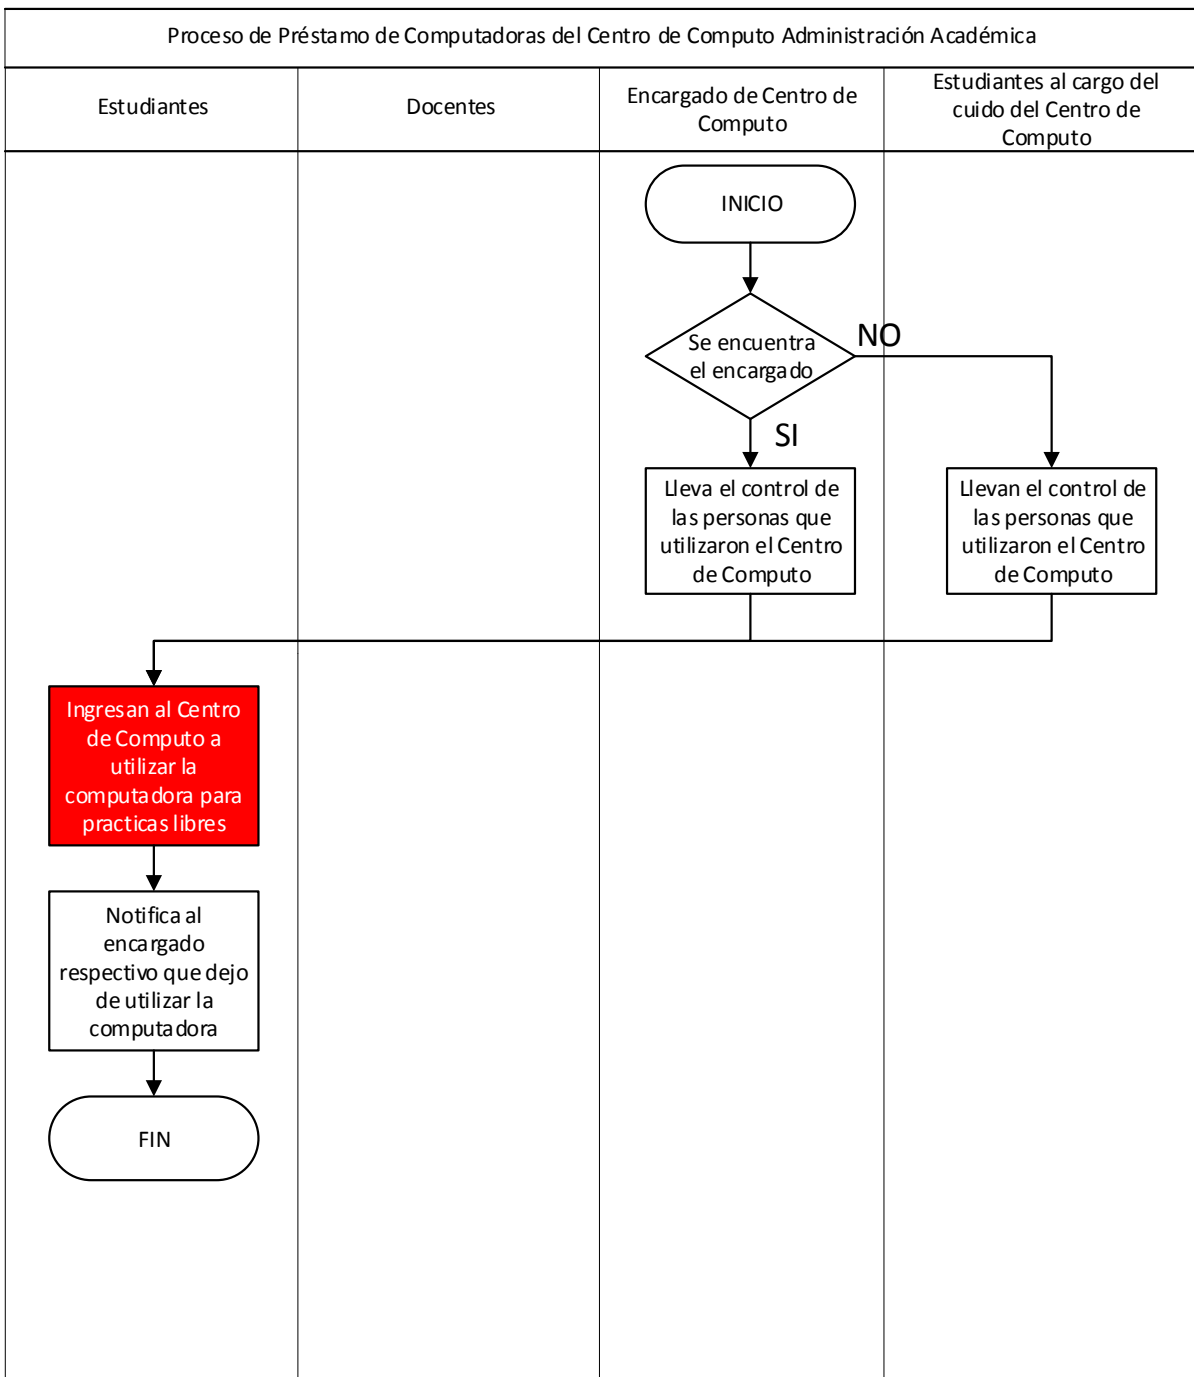 Proceso de Préstamo de Computadoras del Centro de Computo Administración Académica
Estudiantes
Docentes
Encargado de Centro de
Computo
Estudiantes al cargo del
cuido del Centro de
Computo
INICIO
Se encuentra
el encargado
NO
SI
Lleva el control de
las personas que
utilizaron el Centro
de Computo
Llevan el control de
las personas que
utilizaron el Centro
de Computo
Ingresan al Centro
de Computo a
utilizar la
computadora para
practicas libres
Notifica al
encargado
respectivo que dejo
de utilizar la
computadora
FIN